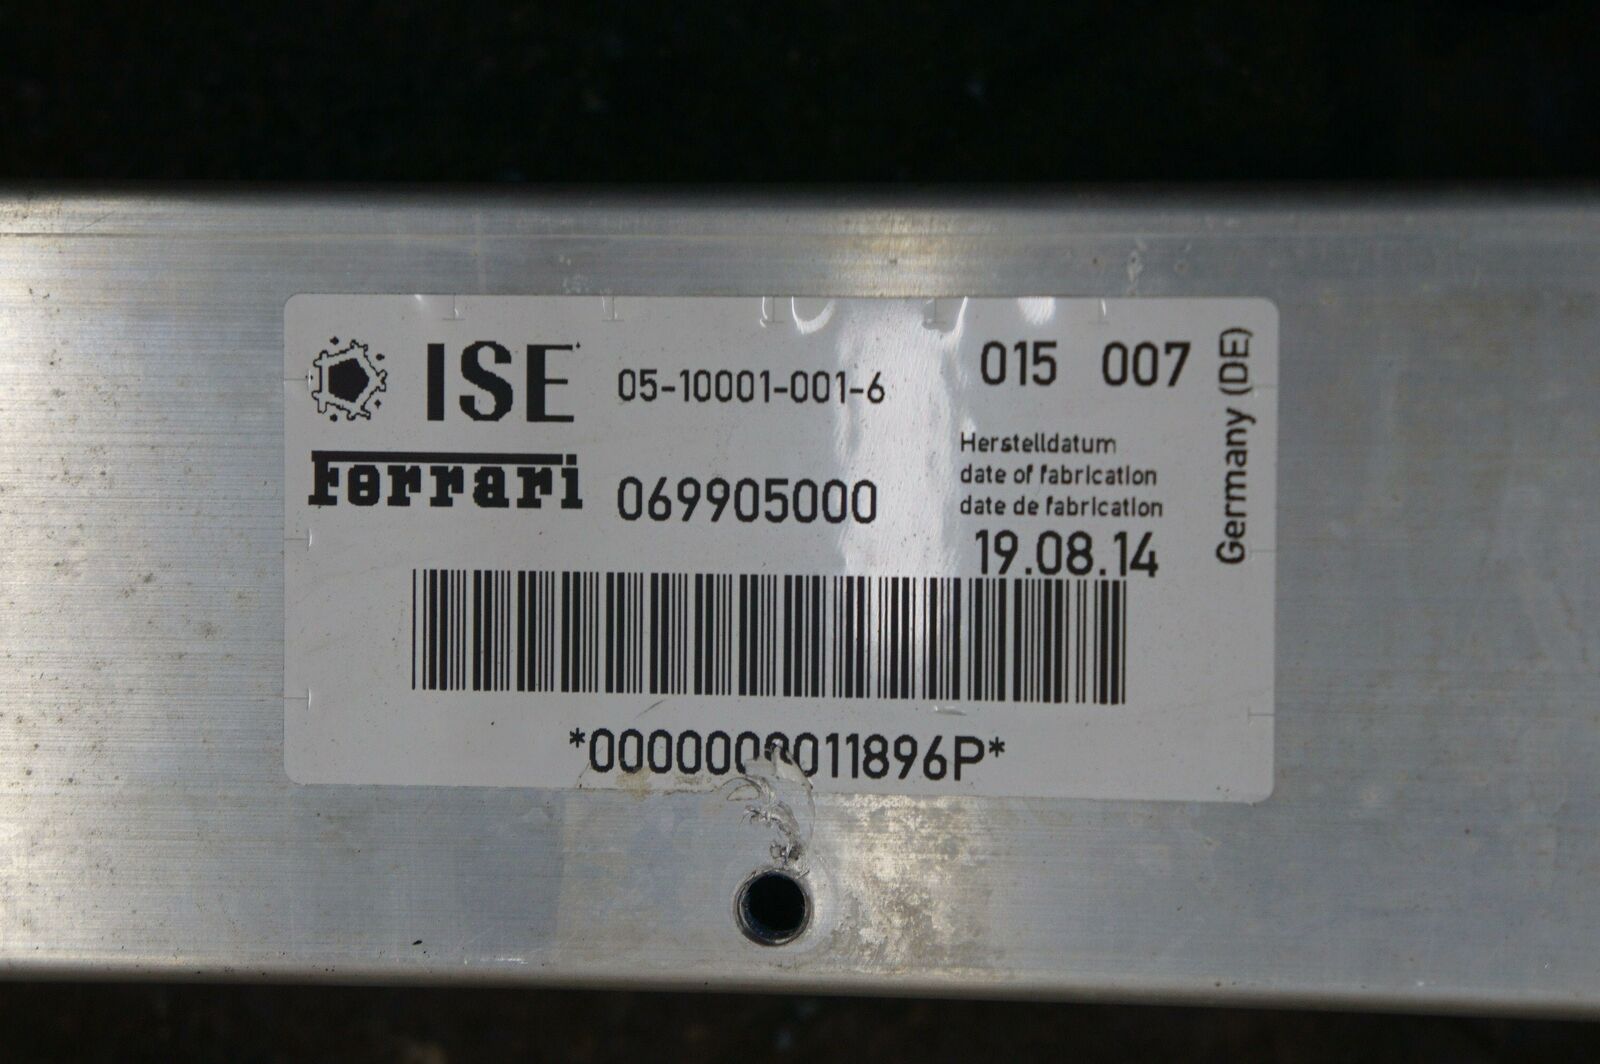 ISE 05-10001-001-6 015 007
Ferrari 069905000
Herstelldatum
date of fabrication
date de fabrication
19.08.14
Germany (DE)
*0000000011896P*